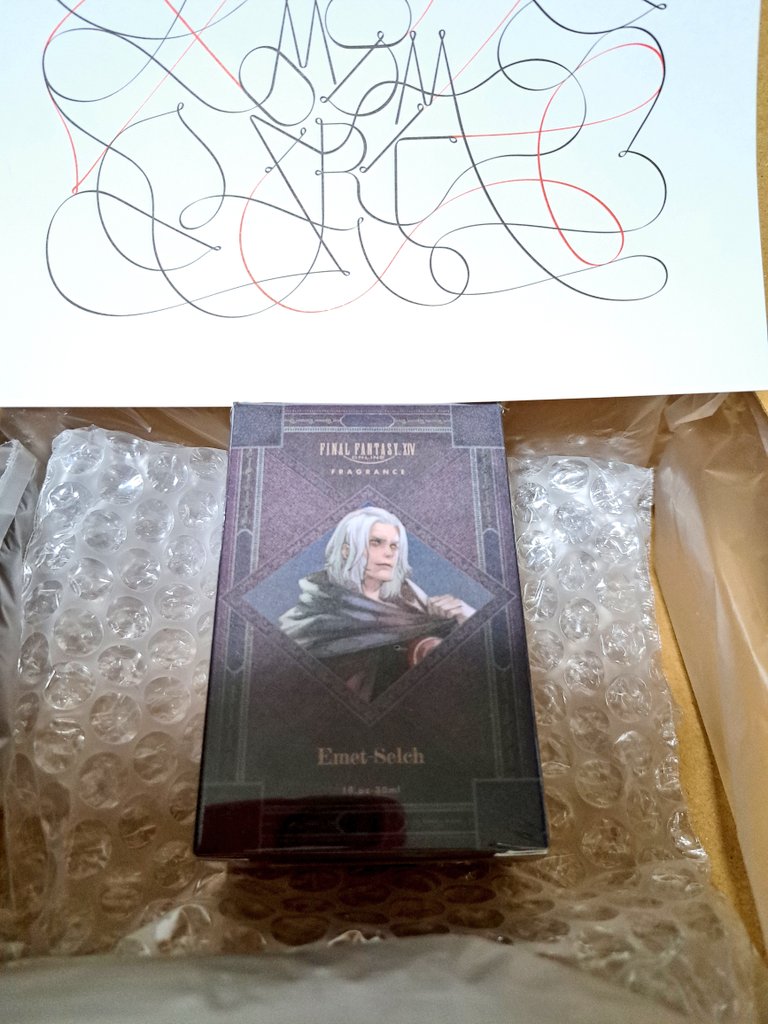 FINAL FANTASY XIV
ONLINE
FRAGRANCE
Emet-Selch